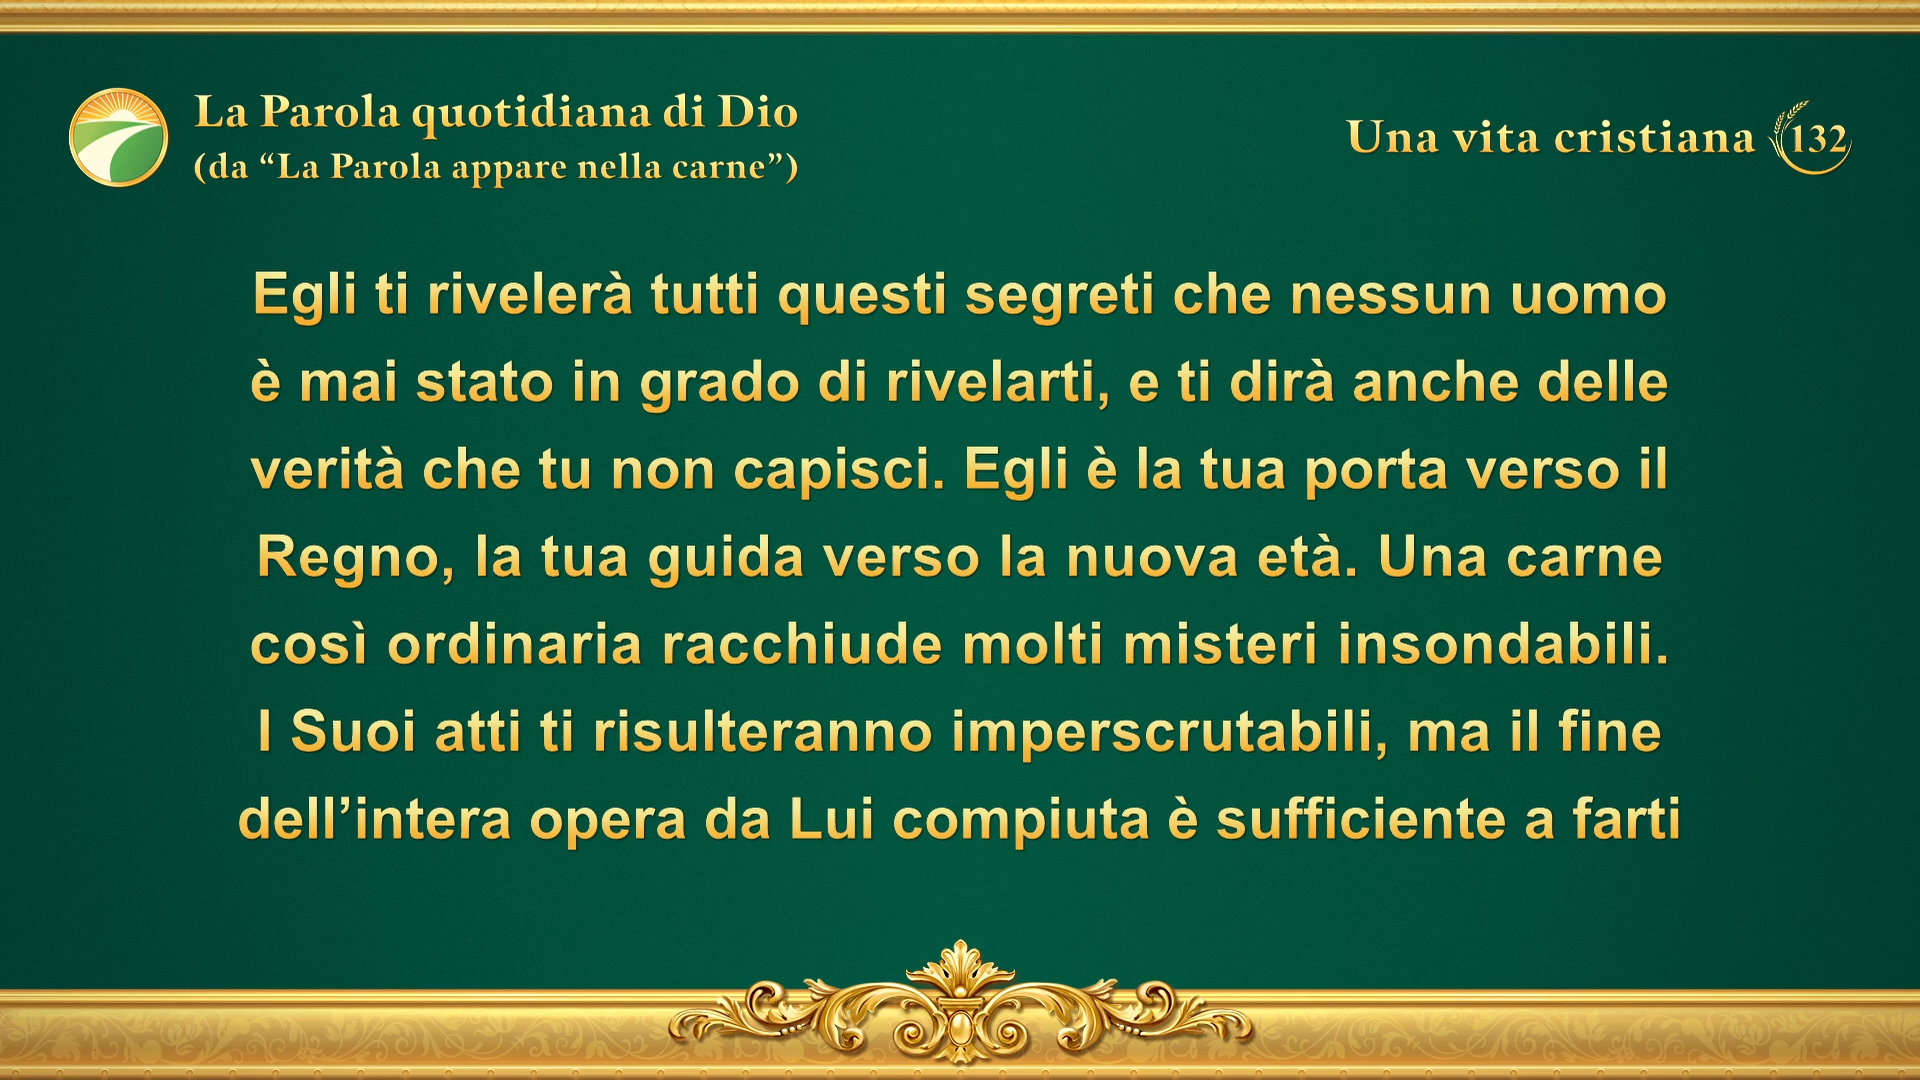 La Parola quotidiana di Dio
(da “La Parola appare nella carne”)
Una vita cristiana 132
Egli ti rivelerà tutti questi segreti che nessun uomo
è mai stato in grado di rivelarti, e ti dirà anche delle
verità che tu non capisci. Egli è la tua porta verso il
Regno, la tua guida verso la nuova età. Una carne
così ordinaria racchiude molti misteri insondabili.
I Suoi atti ti risulteranno imperscrutabili, ma il fine
dell’intera opera da Lui compiuta è sufficiente a farti